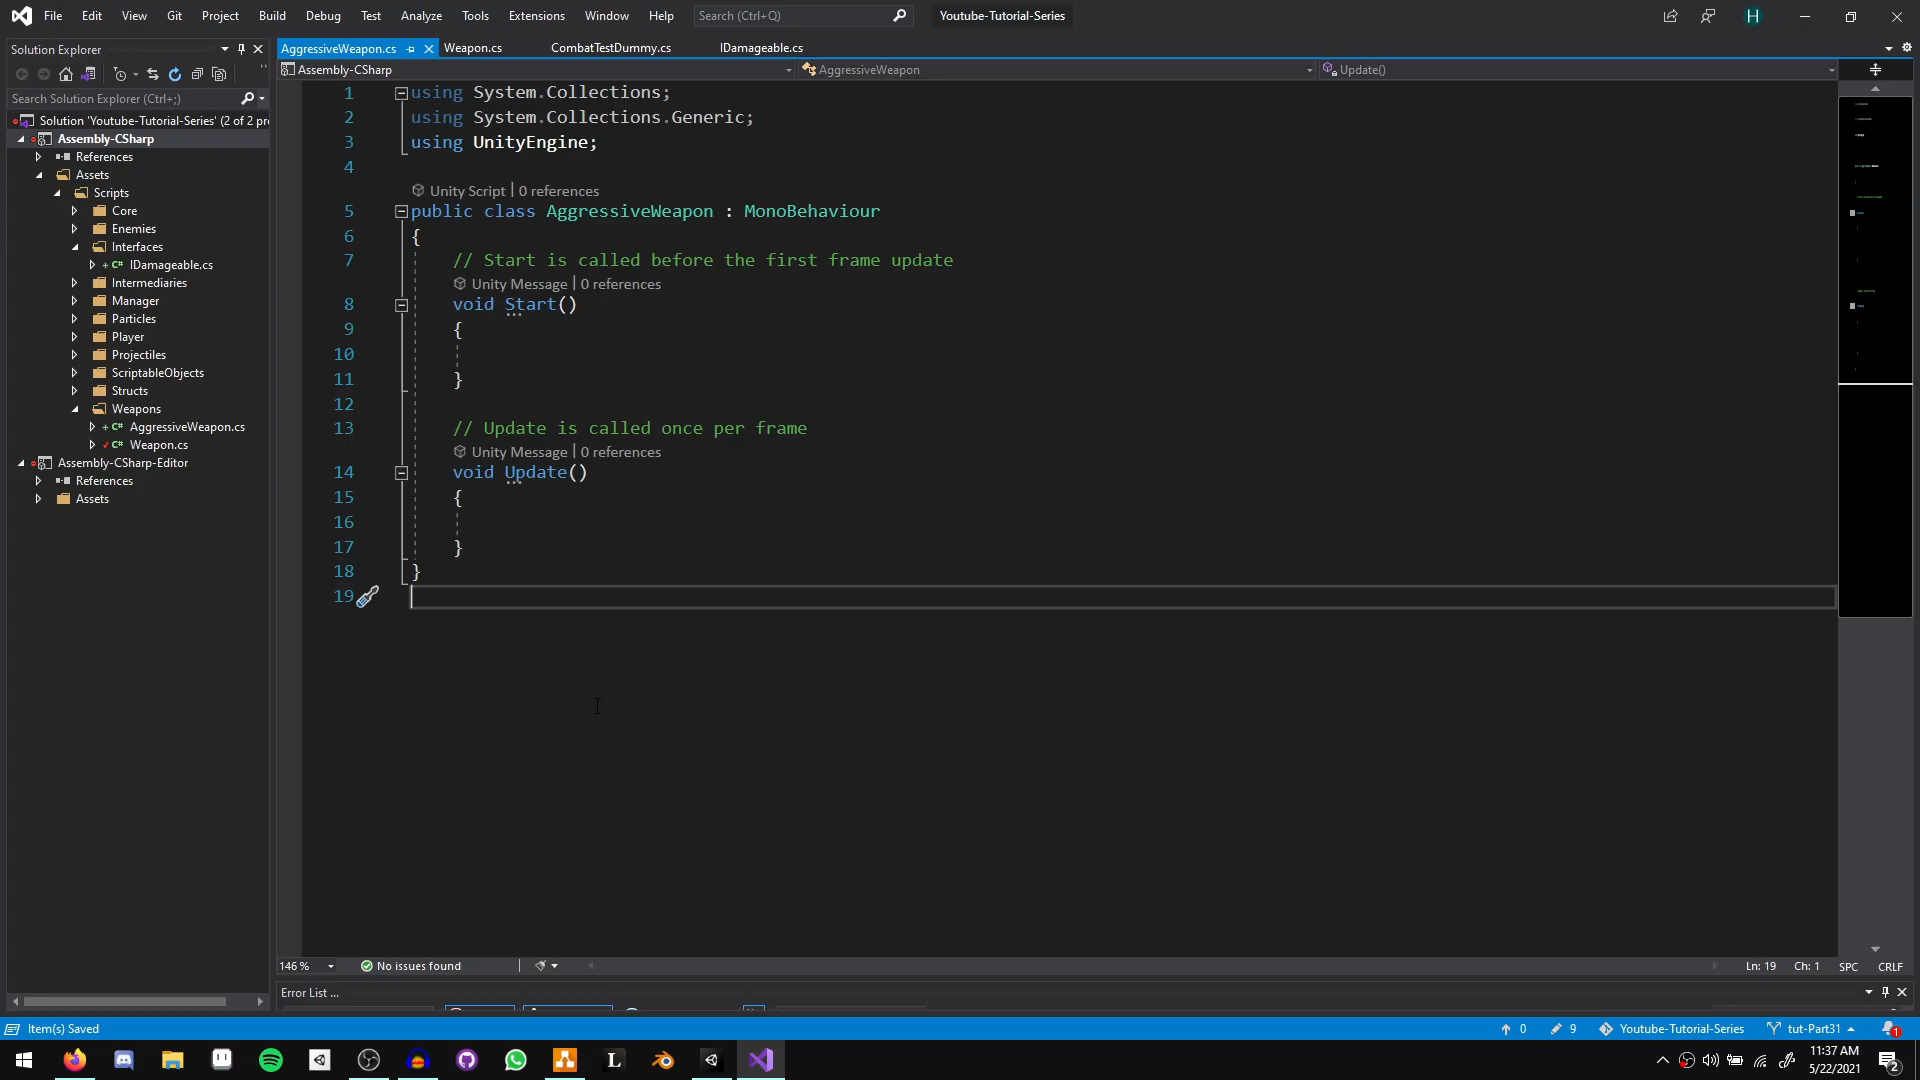 File Edit View Git Project Build Debug Test Analyze Tools Extensions Window Help Search (Ctrl+Q) Youtube-Tutorial-Series H
Solution Explorer
AggressiveWeapon.cs Weapon.cs CombatTestDummy.cs IDamageable.cs
Assembly-CSharp AggressiveWeapon Update()
Search Solution Explorer (Ctrl+;)
Solution 'Youtube-Tutorial-Series' (2 of 2 pr
Assembly-CSharp
References
Assets
Scripts
Core
Enemies
Interfaces
IDamageable.cs
Intermediaries
Manager
Particles
Player
Projectiles
ScriptableObjects
Structs
Weapons
AggressiveWeapon.cs
Weapon.cs
Assembly-CSharp-Editor
References
Assets
1 using System.Collections;
2 using System.Collections.Generic;
3 using UnityEngine;
4
Unity Script | 0 references
5 public class AggressiveWeapon : MonoBehaviour
6 {
7 // Start is called before the first frame update
Unity Message | 0 references
8 void Start()
9 {
10
11 }
12
13 // Update is called once per frame
Unity Message | 0 references
14 void Update()
15 {
16
17 }
18 }
19
146 % No issues found Ln: 19 Ch: 1 SPC CRLF
Error List ...
Item(s) Saved 0 9 Youtube-Tutorial-Series tut-Part31 1
L 11:37 AM
5/22/2021 2